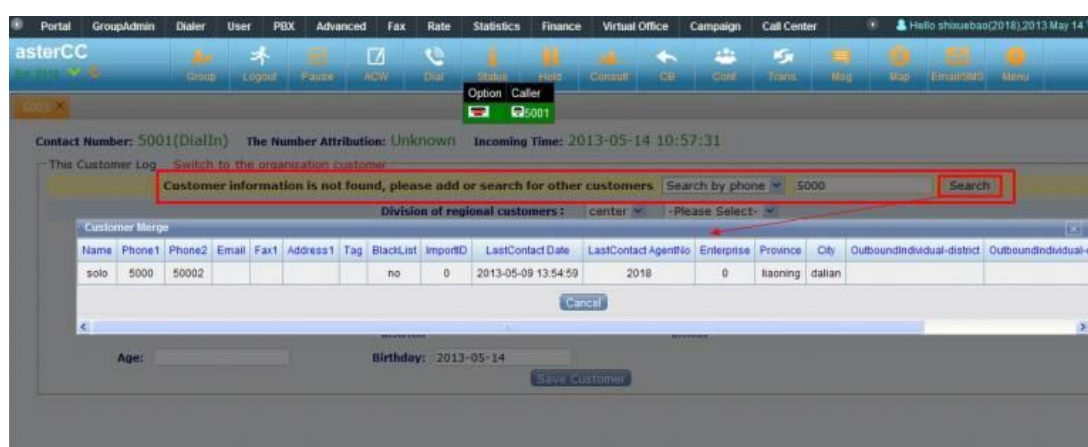 Portal GroupAdmin Dialer User PBX Advanced Fax Rate Statistics Finance Virtual Office Campaign Call Center Hello shixuebao(2018),2013 May 14
asterCC
Group Logout Pause ACW Dial Status Hold Consult CB Conf. Trans. Msg Map Email/SMS Menu
Option Caller
5001
5001
Contact Number: 5001(DialIn) The Number Attribution: Unknown Incoming Time: 2013-05-14 10:57:31
This Customer Log Switch to the organization customer
Customer information is not found, please add or search for other customers Search by phone 5000 Search
Division of regional customers: center -Please Select-
Customer Merge
Name Phone1 Phone2 Email Fax1 Address1 Tag BlackList ImportID LastContact Date LastContact AgentNo Enterprise Province City OutboundIndividual-district OutboundIndividual-
solo 5000 50002 no 0 2013-05-09 13:54:59 2018 0 liaoning dalian
Cancel
Age: Birthday: 2013-05-14
Save Customer